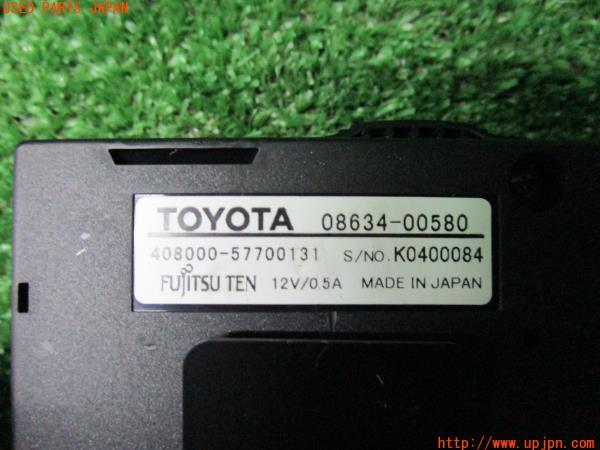 USED PARTS JAPAN
TOYOTA 08634-00580
408000-57700131 S/NO. K0400084
FUJITSU TEN 12V/0.5A MADE IN JAPAN
http://www.upjpn.com/